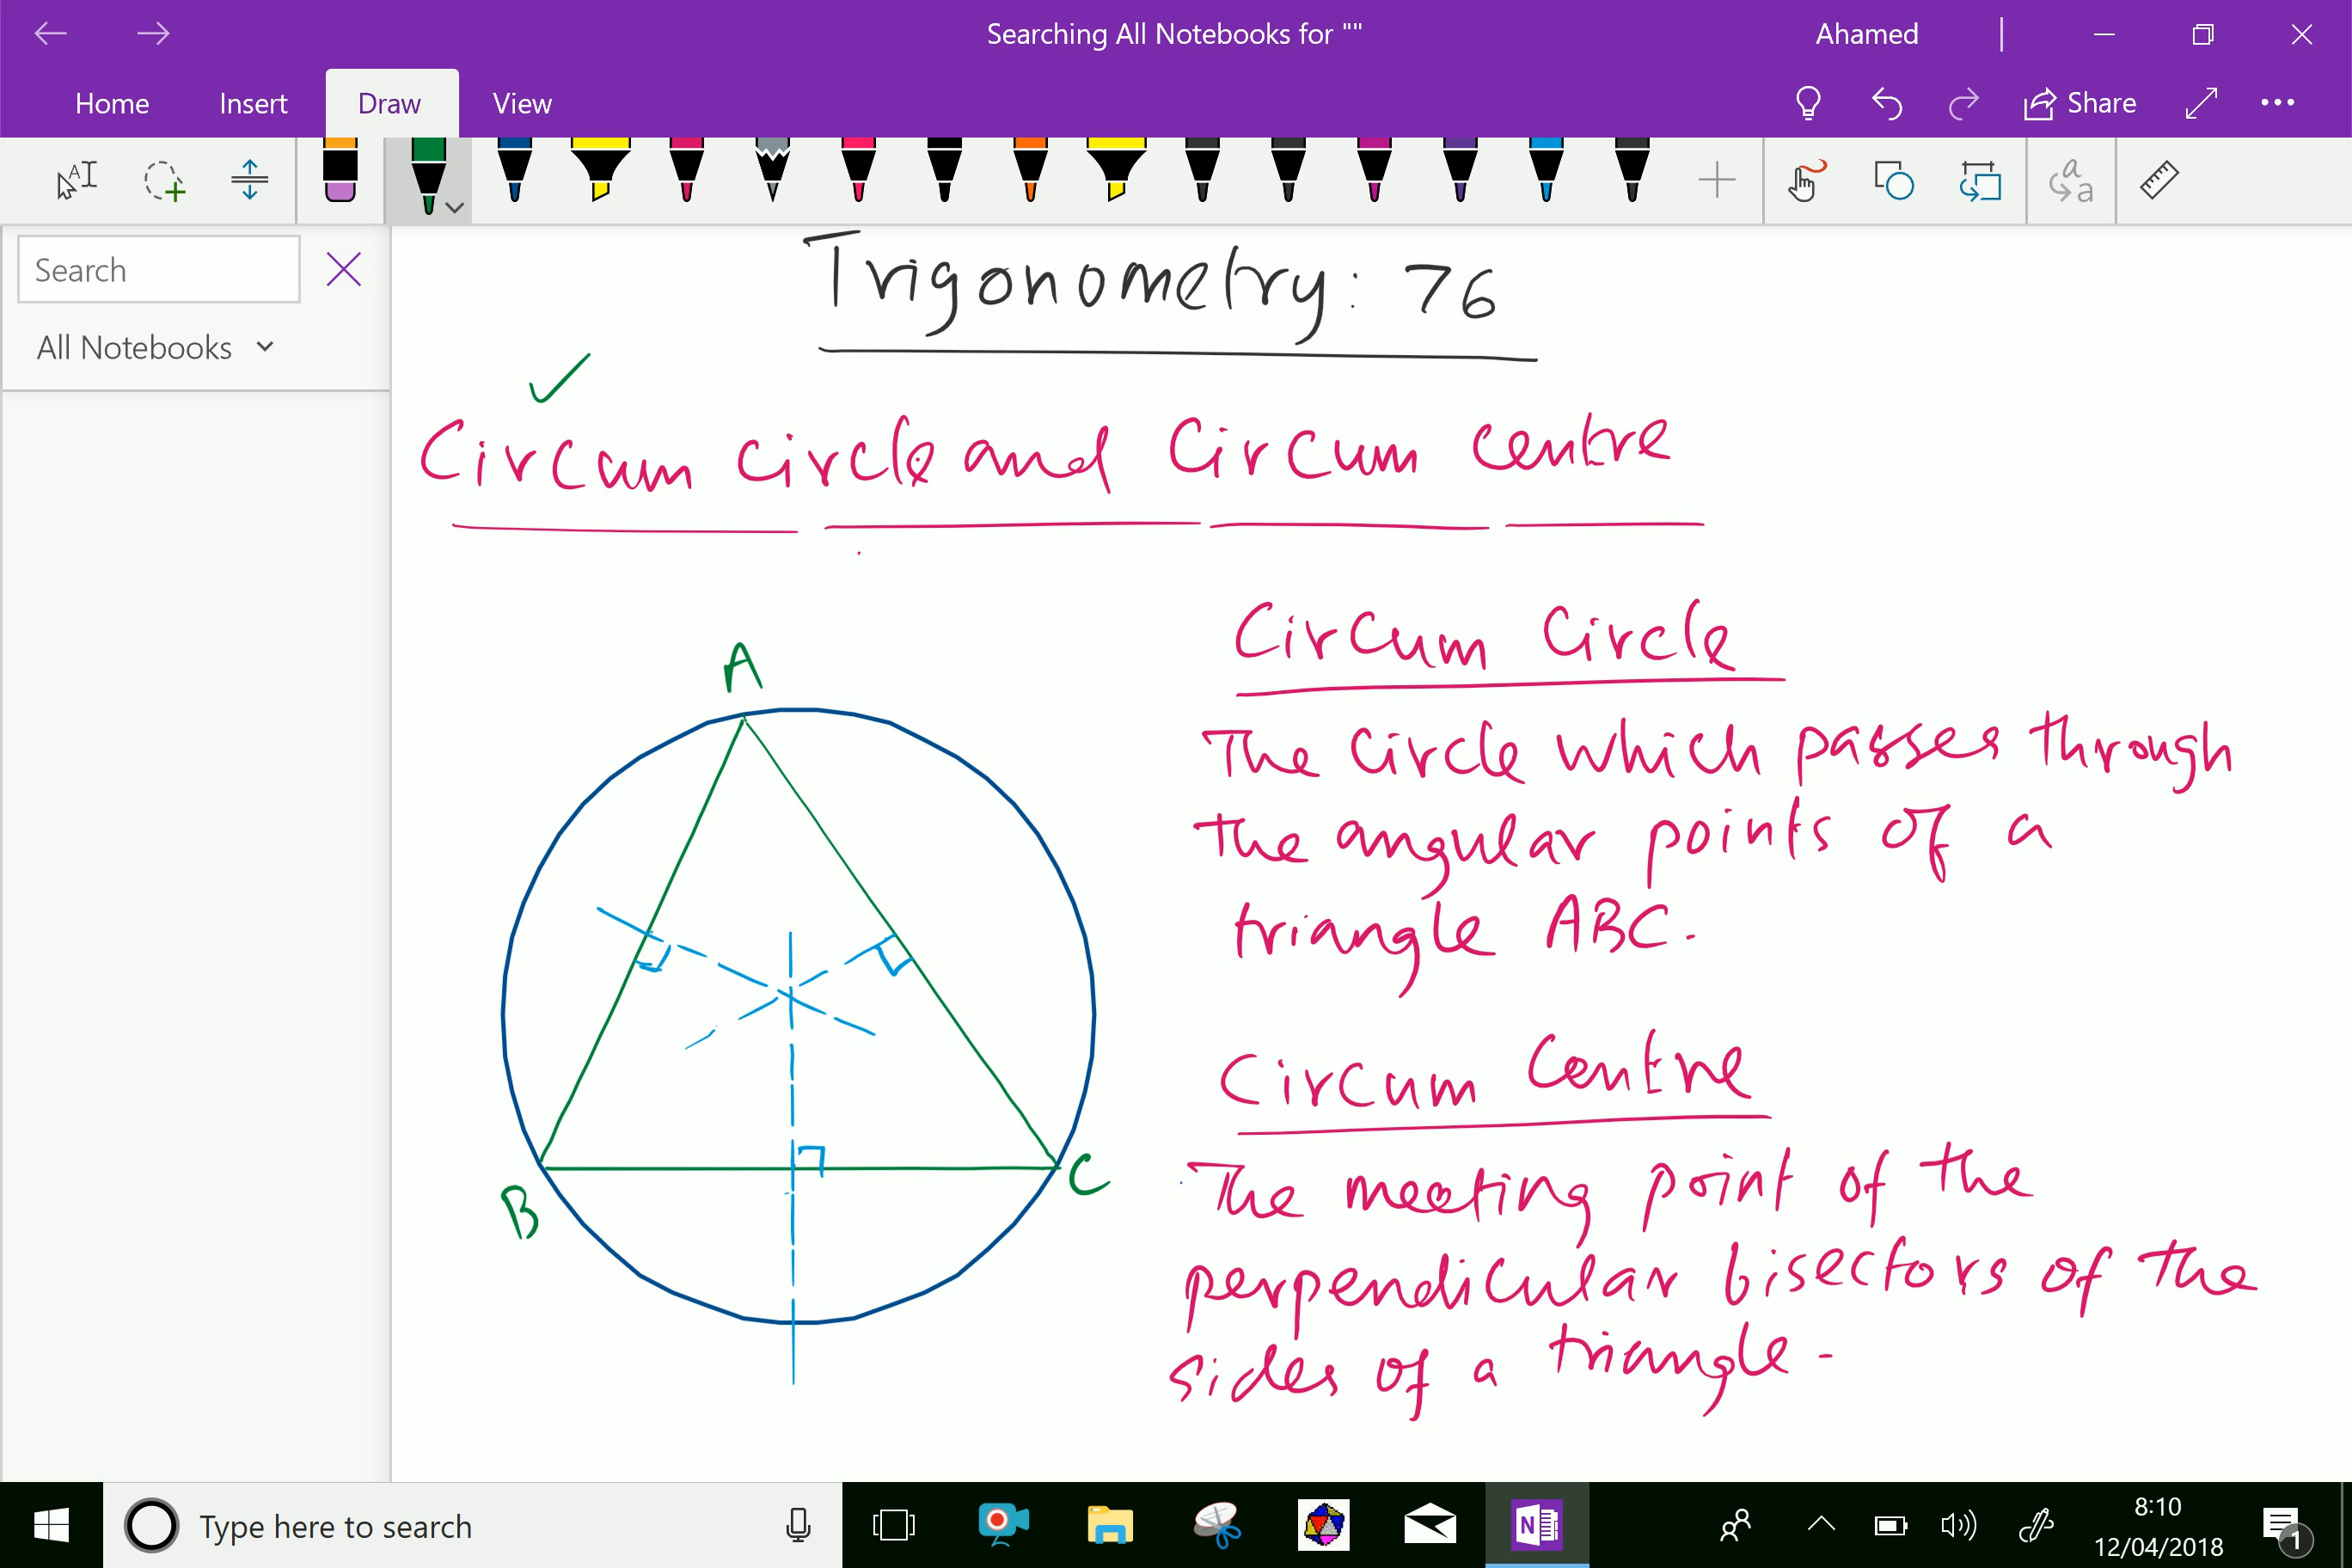 Searching All Notebooks for ""
Ahamed
Home Insert Draw View
Share
Search
All Notebooks
Trigonometry: 76
Circum circle and Circum centre
A
B
C
Circum Circle
The circle which passes through
the angular points of a
triangle ABC.
Circum Centre
The meeting point of the
perpendicular bisectors of the
sides of a triangle.
Type here to search
N
8:10
12/04/2018
1